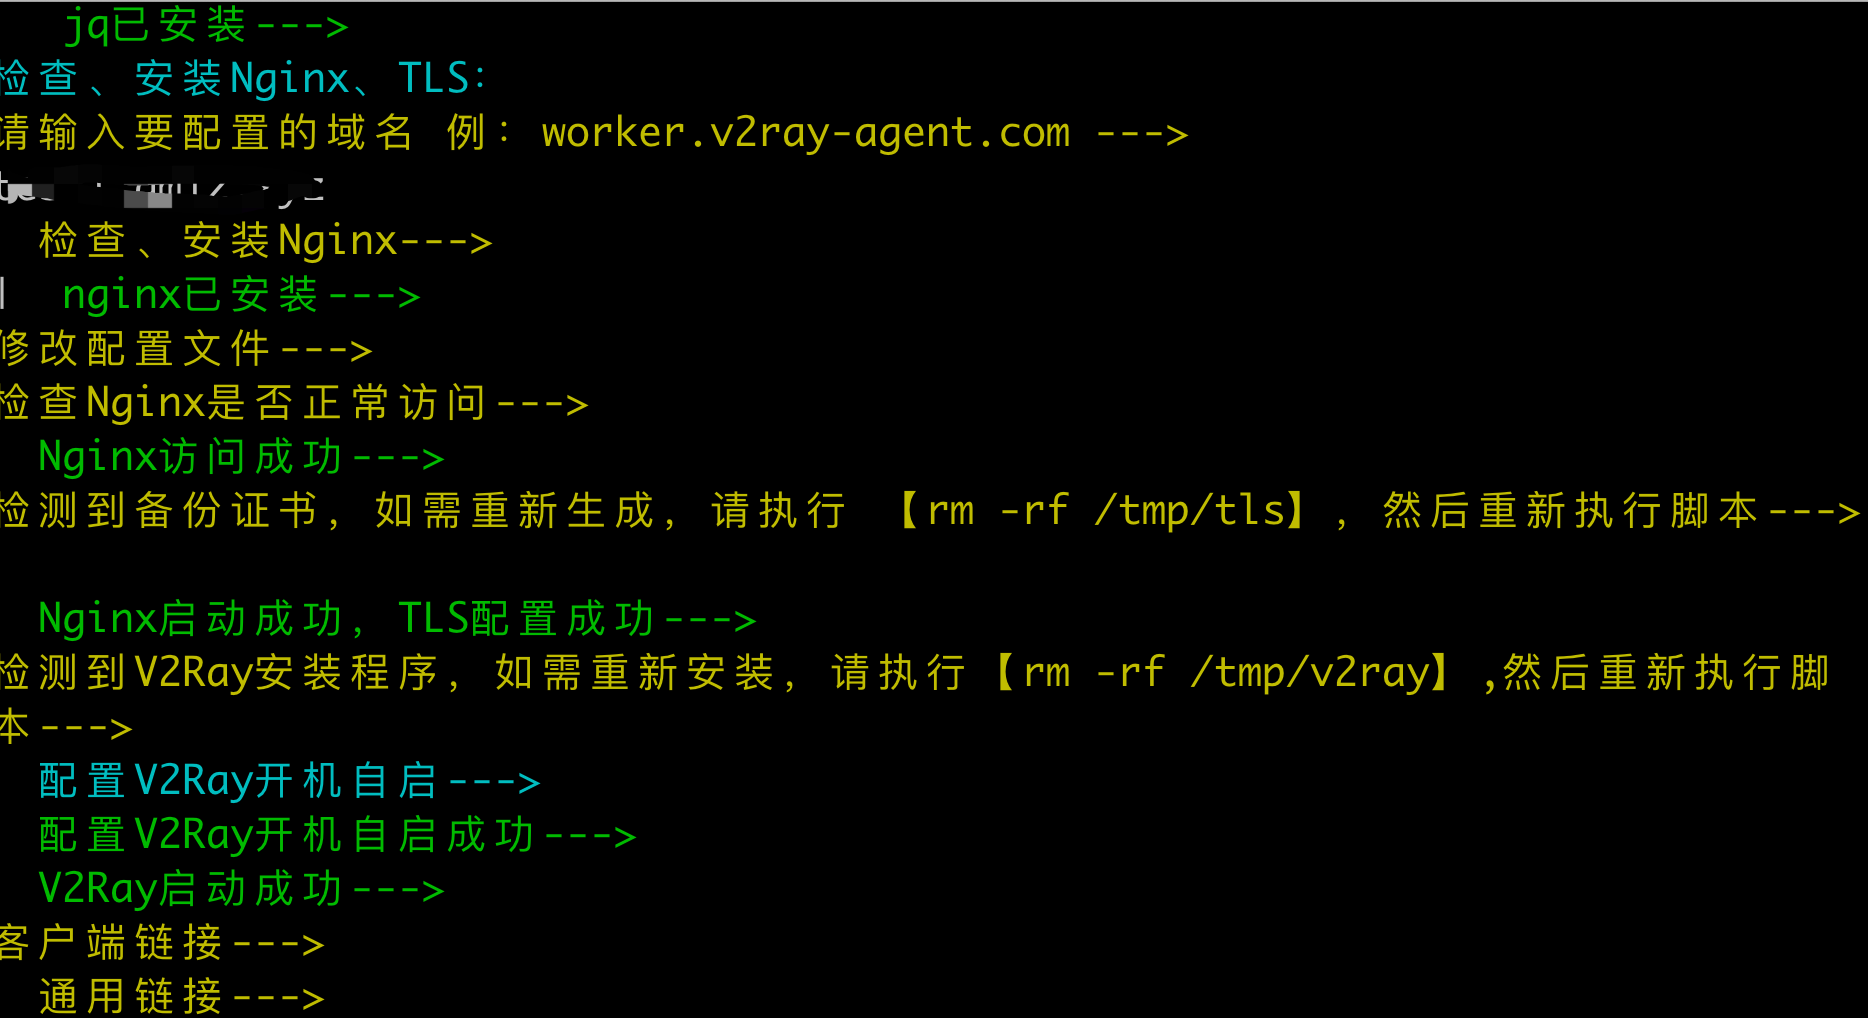 jq已安装--->
检查、安装Nginx、TLS:
请输入要配置的域名 例: worker.v2ray-agent.com --->
检查、安装Nginx--->
nginx已安装--->
修改配置文件--->
检查Nginx是否正常访问--->
Nginx访问成功--->
检测到备份证书, 如需重新生成, 请执行 【rm -rf /tmp/tls】, 然后重新执行脚本--->
Nginx启动成功, TLS配置成功--->
检测到V2Ray安装程序, 如需重新安装, 请执行【rm -rf /tmp/v2ray】,然后重新执行脚
本--->
配置V2Ray开机自启--->
配置V2Ray开机自启成功--->
V2Ray启动成功--->
客户端链接--->
通用链接--->